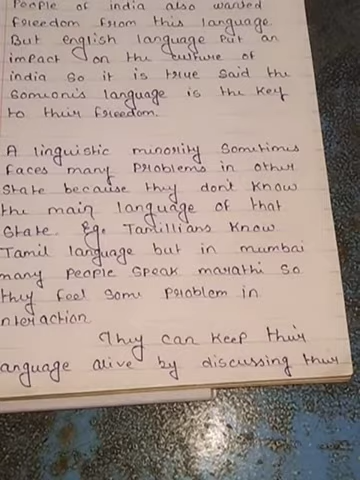 People of india also wanted
freedom from this language.
But english language put an
impact on the culture of
india so it is true said the
Someoni's language is the key
to their freedom.
A linguistic minority Sometimes
faces many problems in other
state because they don't know
the main language of that
state. Eg. Tamillians know
Tamil language but in mumbai
many people speak marathi so
they feel some problem in
interaction
They can keep their
language alive by discussing their